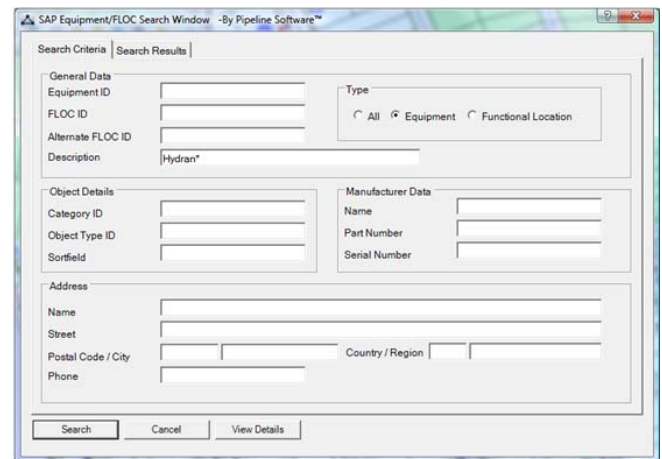 SAP Equipment/FLOC Search Window -By Pipeline Software™
Search Criteria Search Results
General Data
Equipment ID
FLOC ID
Alternate FLOC ID
Description Hydran*
Type
All Equipment Functional Location
Object Details
Category ID
Object Type ID
Sortfield
Manufacturer Data
Name
Part Number
Serial Number
Address
Name
Street
Postal Code / City Country / Region
Phone
Search Cancel View Details